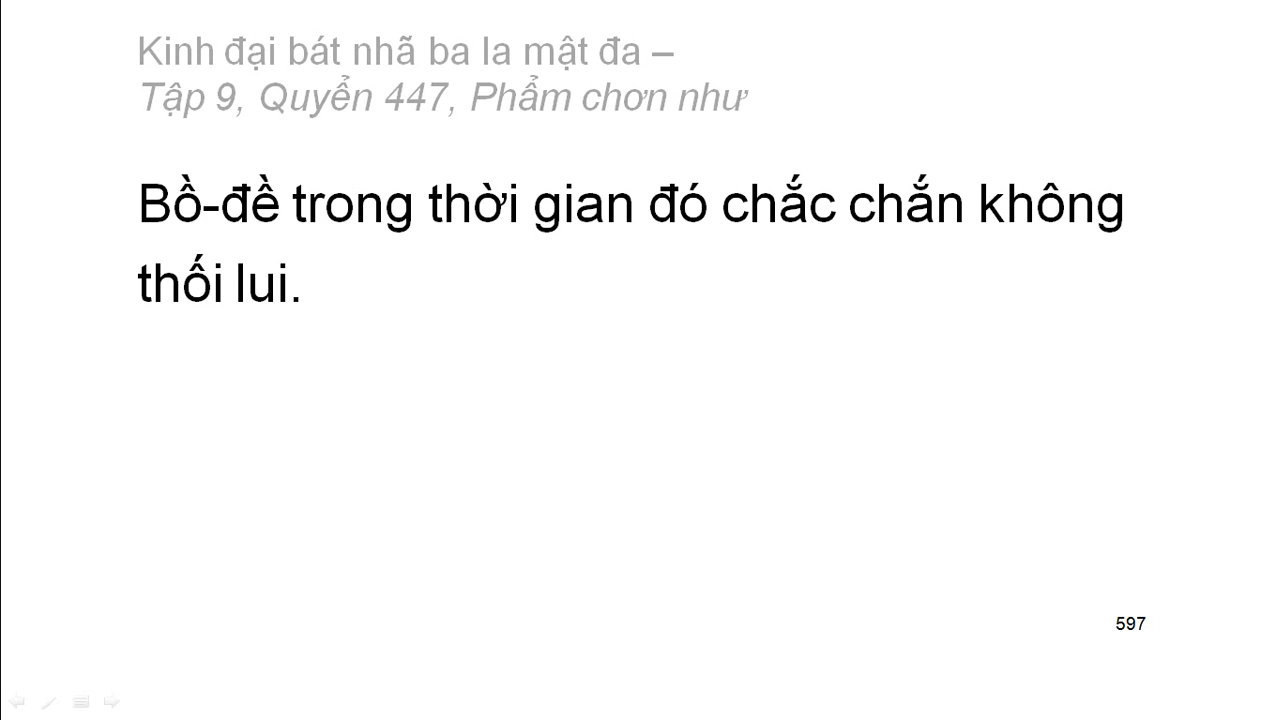 Kinh đại bát nhã ba la mật đa –
Tập 9, Quyển 447, Phẩm chơn như
Bồ-đề trong thời gian đó chắc chắn không
thối lui.
597